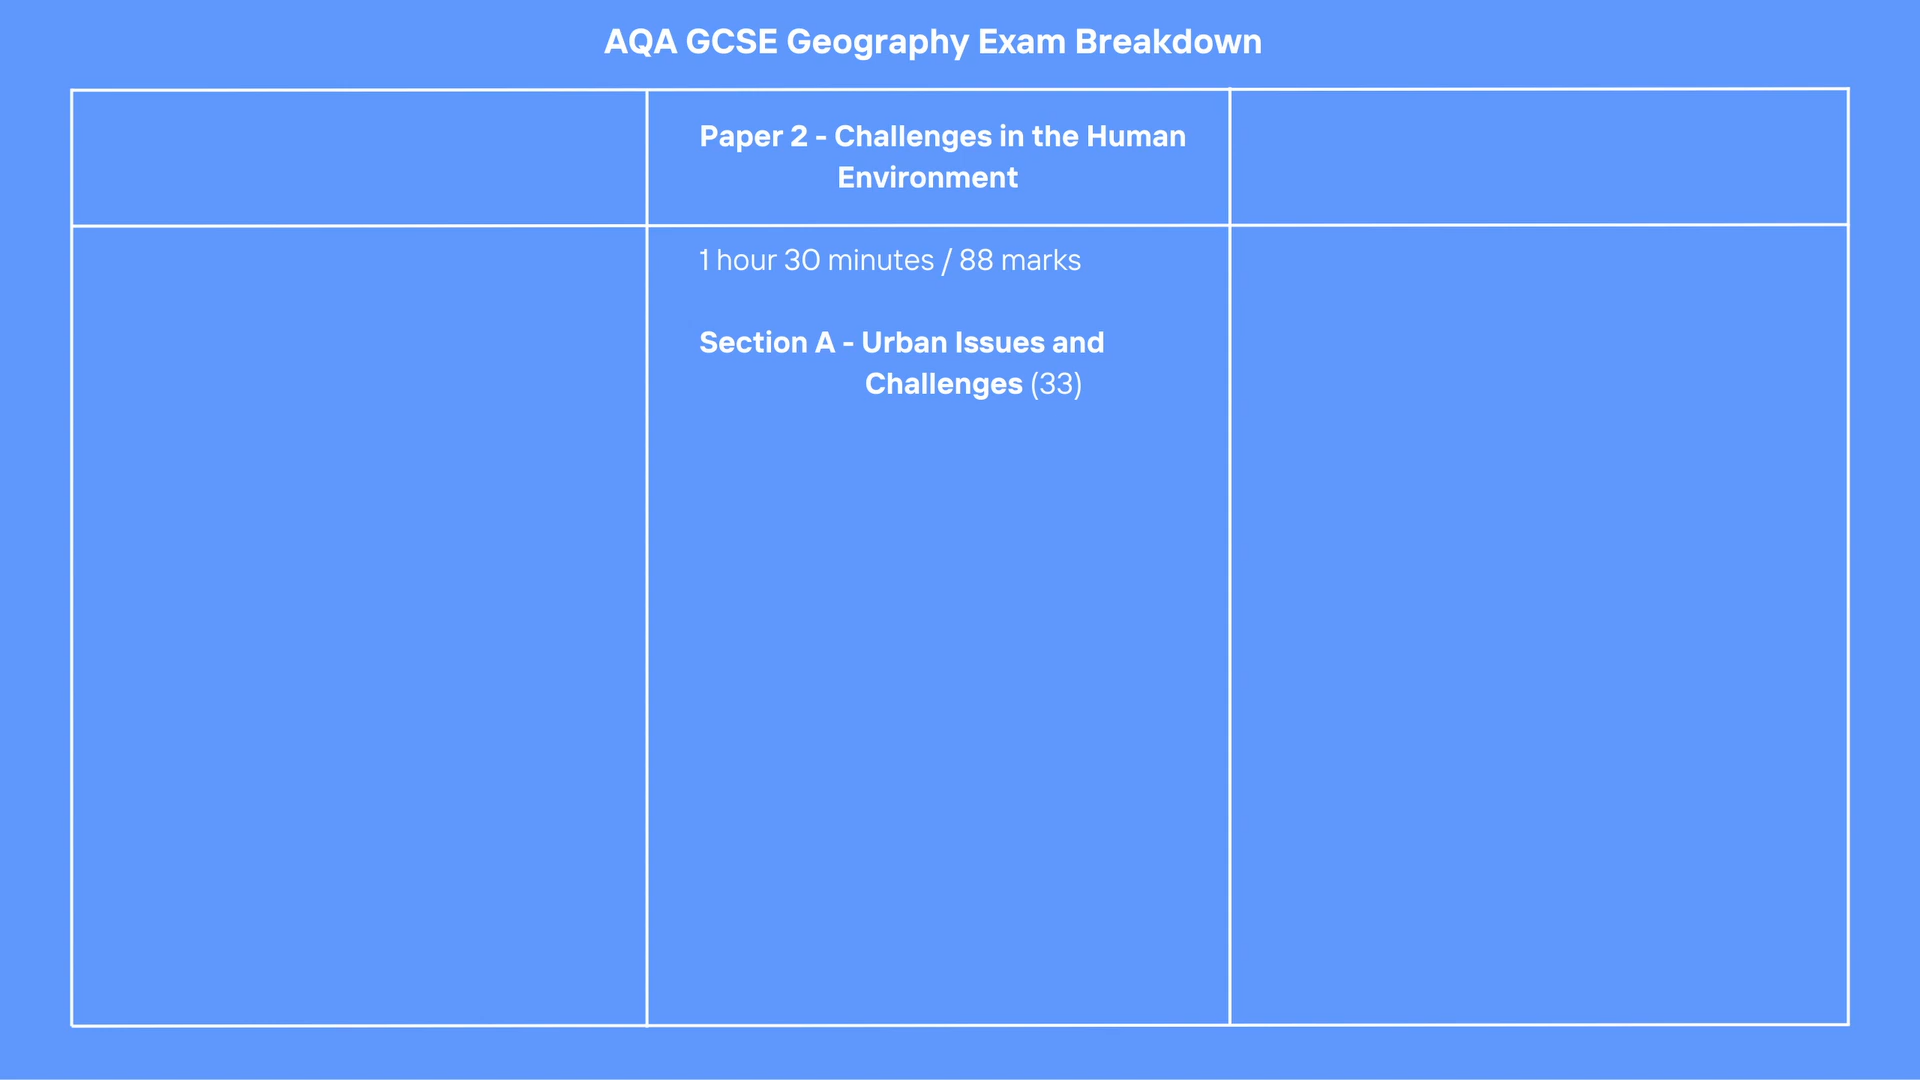 AQA GCSE Geography Exam Breakdown
Paper 2 - Challenges in the Human
Environment
1 hour 30 minutes / 88 marks
Section A - Urban Issues and
Challenges (33)